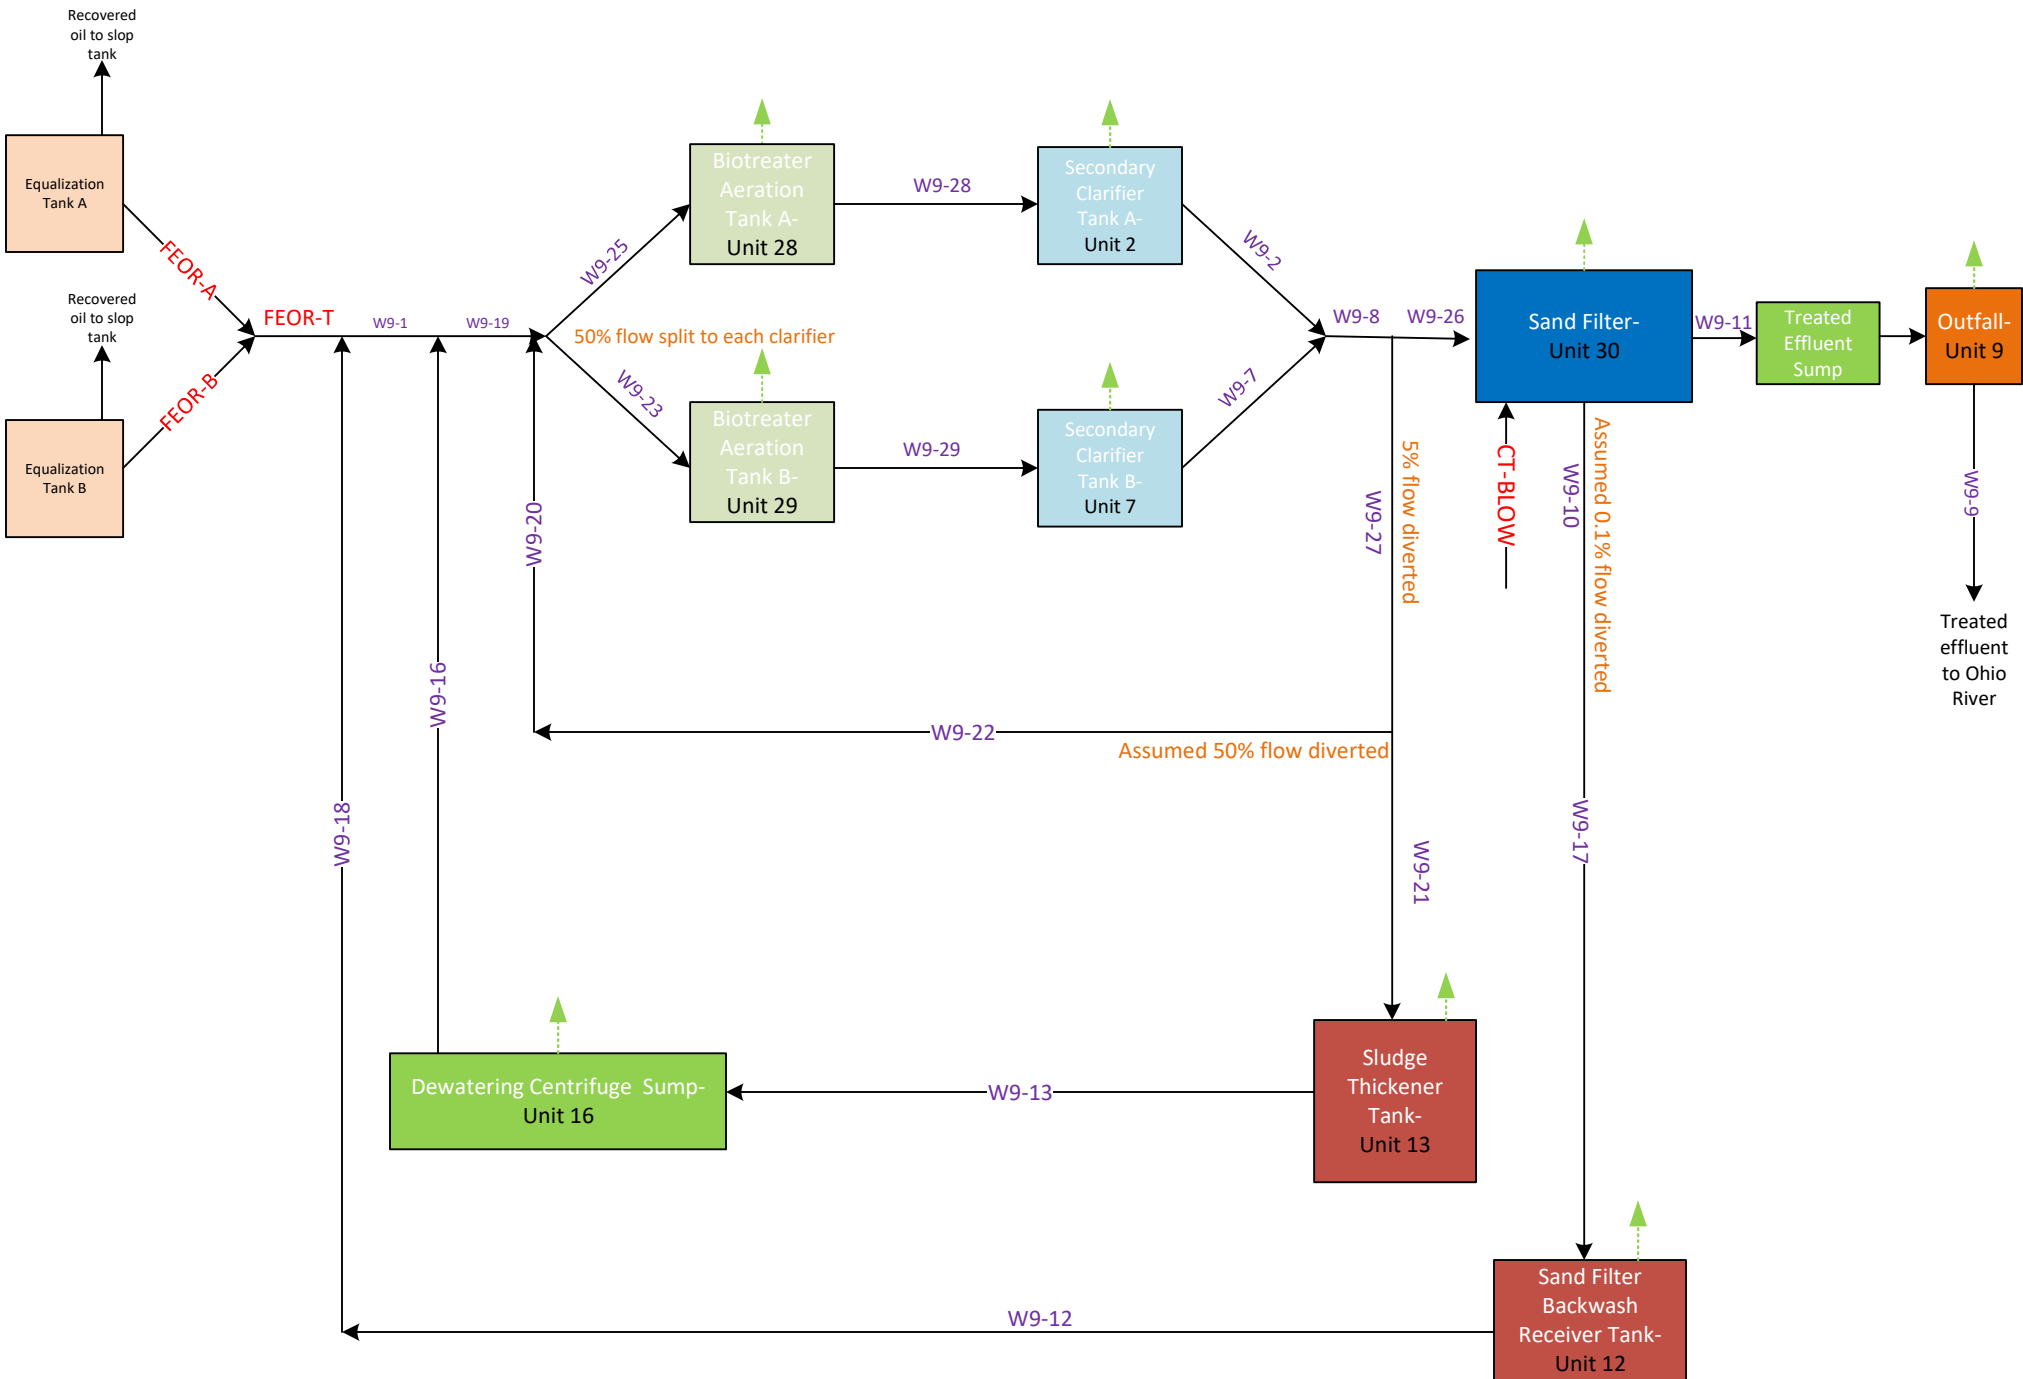 Recovered
oil to slop
tank
Equalization
Tank A
FEOR-A
Recovered
oil to slop
tank
FEOR-B
Equalization
Tank B
FEOR-T
W9-1
W9-19
W9-25
50% flow split to each clarifier
W9-23
Biotreater
Aeration
Tank A-
Unit 28
W9-28
Secondary
Clarifier
Tank A-
Unit 2
W9-2
Biotreater
Aeration
Tank B-
Unit 29
W9-29
Secondary
Clarifier
Tank B-
Unit 7
W9-7
W9-8
W9-26
Sand Filter-
Unit 30
W9-11
Treated
Effluent
Sump
Outfall-
Unit 9
W9-9
Treated
effluent
to Ohio
River
CT-BLOW
W9-10
Assumed 0.1% flow diverted
W9-27
5% flow diverted
W9-20
W9-22
Assumed 50% flow diverted
W9-16
W9-18
W9-17
W9-21
Sludge
Thickener
Tank-
Unit 13
W9-13
Dewatering Centrifuge Sump-
Unit 16
Sand Filter
Backwash
Receiver Tank-
Unit 12
W9-12